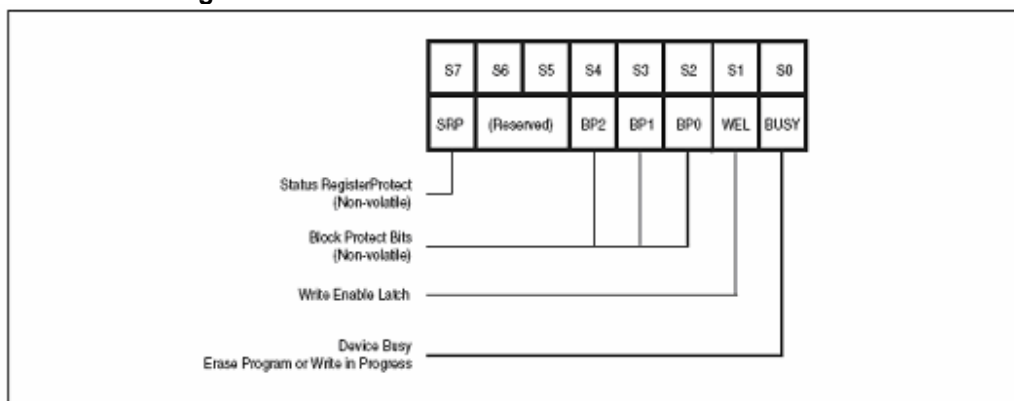 S7 S6 S5 S4 S3 S2 S1 S0
SRP (Reserved) BP2 BP1 BP0 WEL BUSY
Status RegisterProtect
(Non-volatile)
Block Protect Bits
(Non-volatile)
Write Enable Latch
Device Busy
Erase Program or Write in Progress